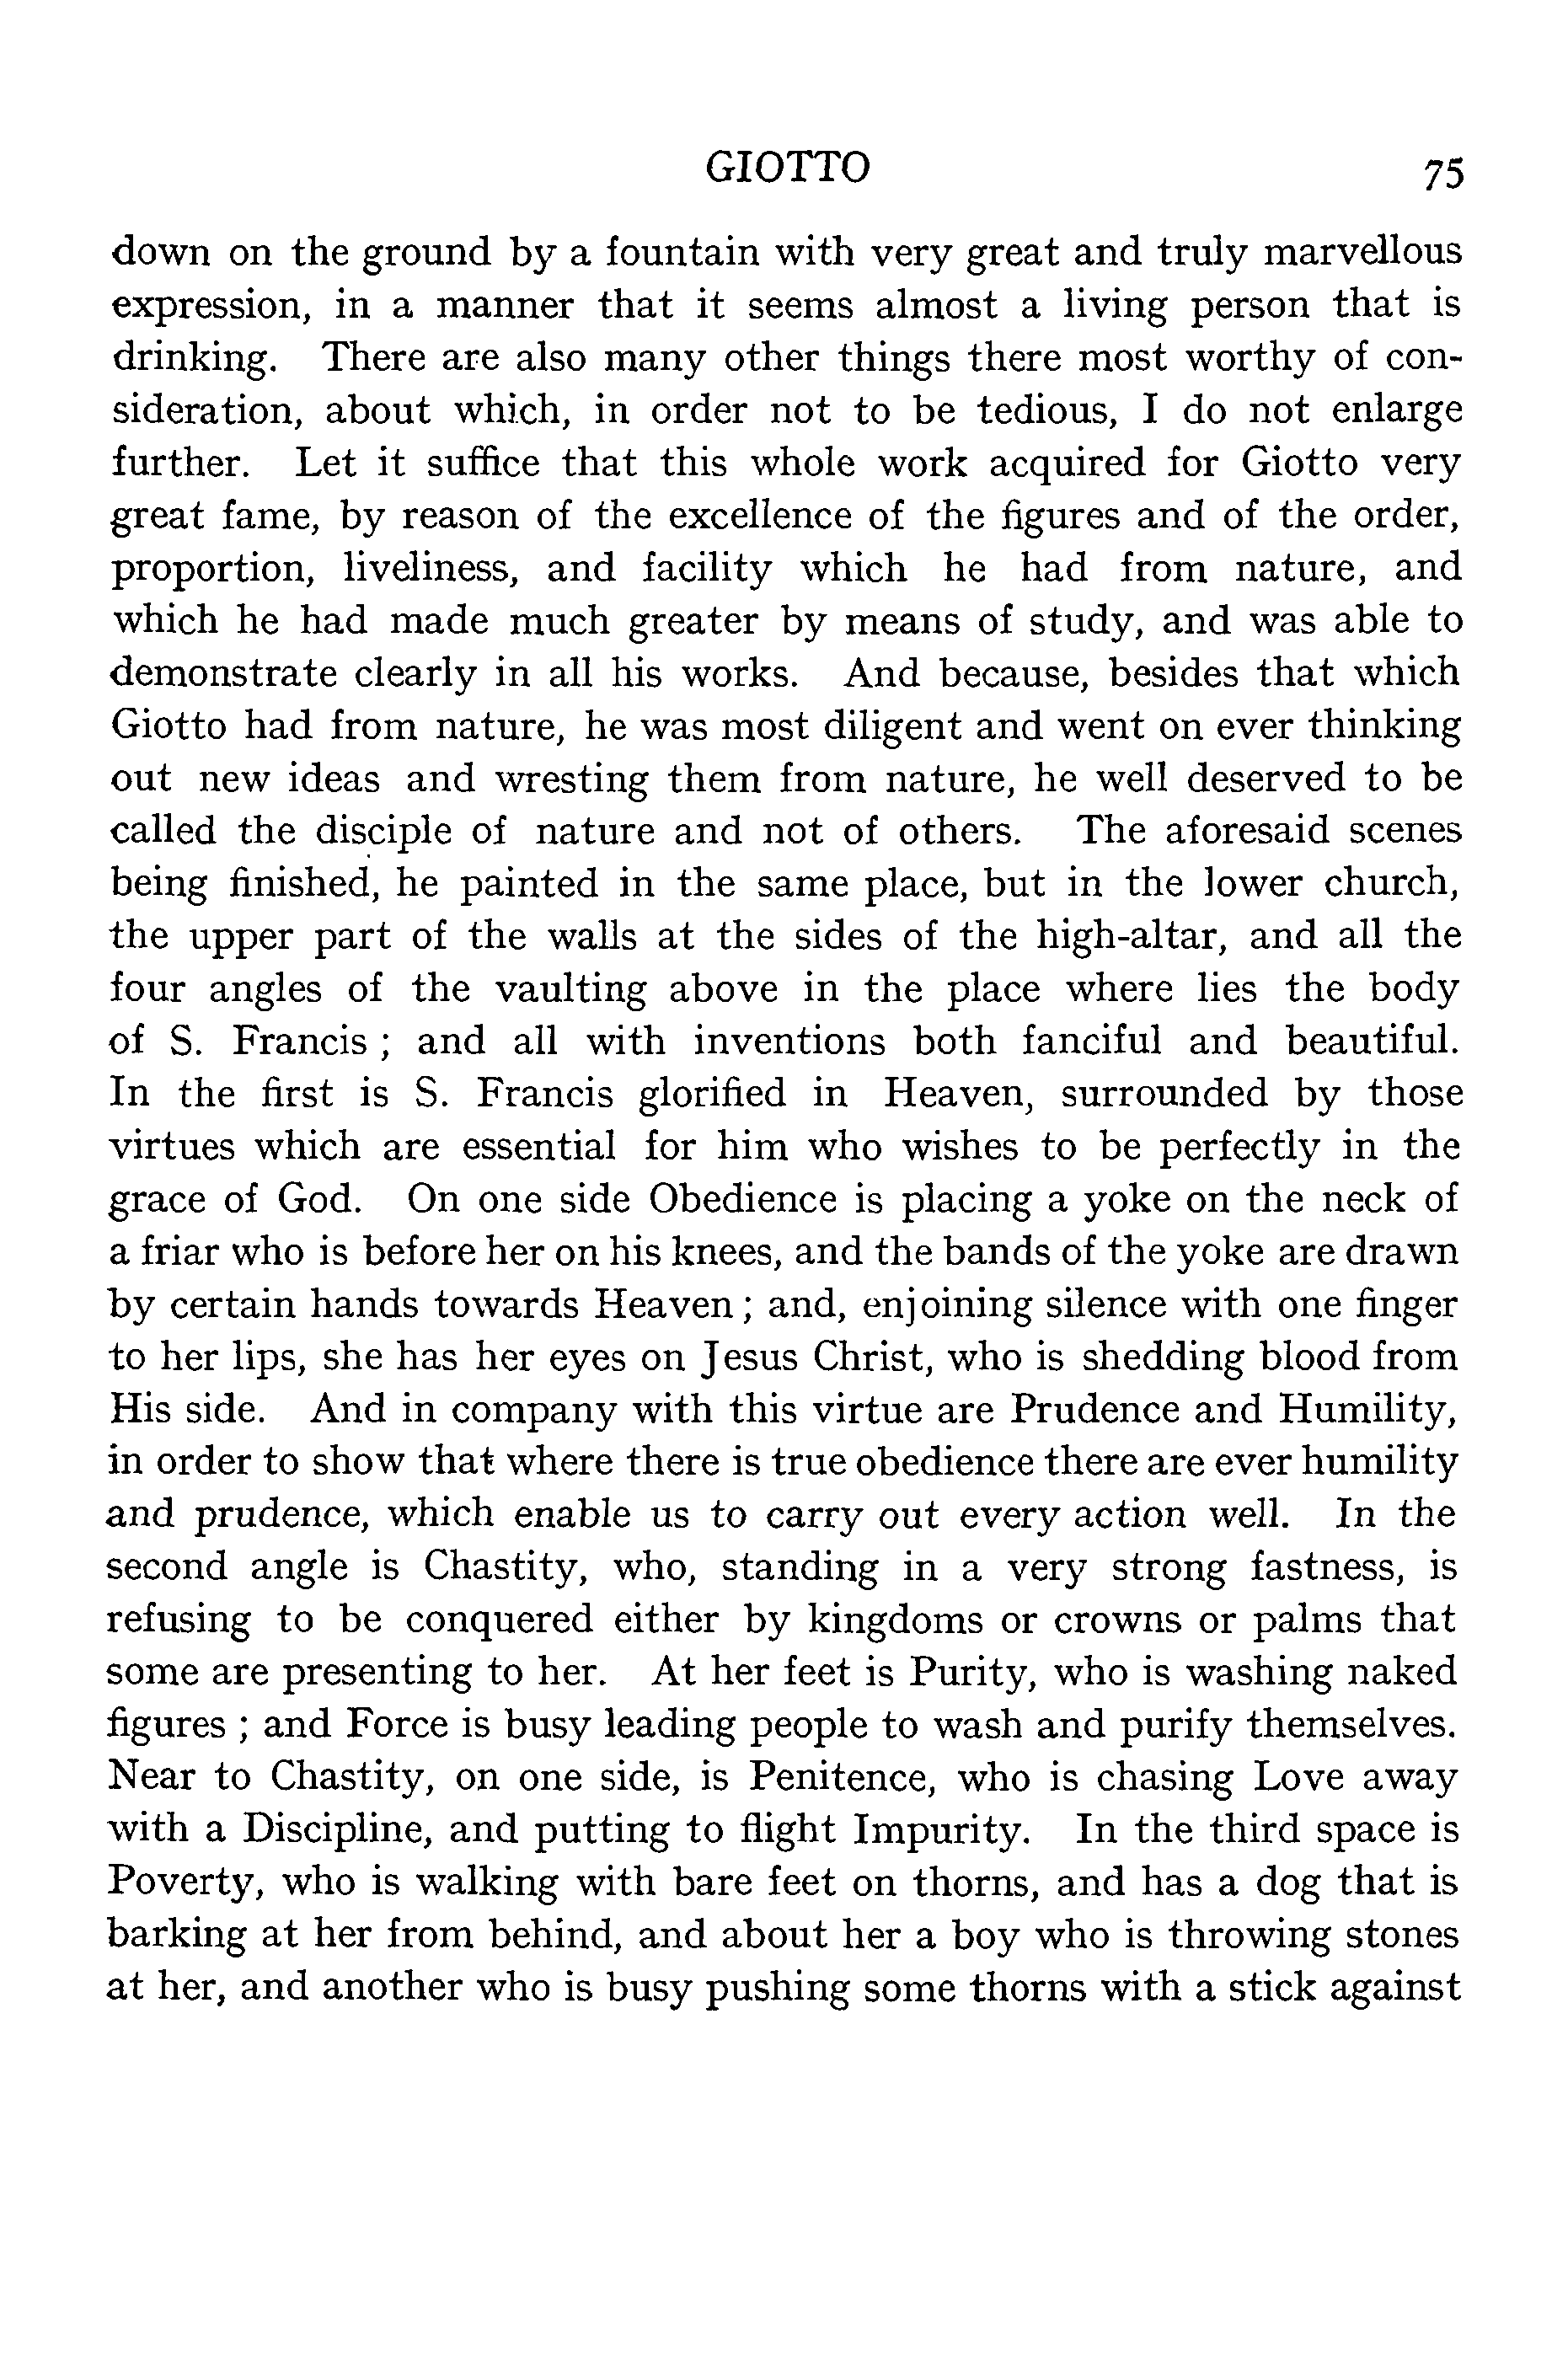 GIOTTO 75
down on the ground by a fountain with very great and truly marvellous
expression, in a manner that it seems almost a living person that is
drinking. There are also many other things there most worthy of con-
sideration, about which, in order not to be tedious, I do not enlarge
further. Let it suffice that this whole work acquired for Giotto very
great fame, by reason of the excellence of the figures and of the order,
proportion, liveliness, and facility which he had from nature, and
which he had made much greater by means of study, and was able to
demonstrate clearly in all his works. And because, besides that which
Giotto had from nature, he was most diligent and went on ever thinking
out new ideas and wresting them from nature, he well deserved to be
called the disciple of nature and not of others. The aforesaid scenes
being finished, he painted in the same place, but in the lower church,
the upper part of the walls at the sides of the high-altar, and all the
four angles of the vaulting above in the place where lies the body
of S. Francis ; and all with inventions both fanciful and beautiful.
In the first is S. Francis glorified in Heaven, surrounded by those
virtues which are essential for him who wishes to be perfectly in the
grace of God. On one side Obedience is placing a yoke on the neck of
a friar who is before her on his knees, and the bands of the yoke are drawn
by certain hands towards Heaven ; and, enjoining silence with one finger
to her lips, she has her eyes on Jesus Christ, who is shedding blood from
His side. And in company with this virtue are Prudence and Humility,
in order to show that where there is true obedience there are ever humility
and prudence, which enable us to carry out every action well. In the
second angle is Chastity, who, standing in a very strong fastness, is
refusing to be conquered either by kingdoms or crowns or palms that
some are presenting to her. At her feet is Purity, who is washing naked
figures ; and Force is busy leading people to wash and purify themselves.
Near to Chastity, on one side, is Penitence, who is chasing Love away
with a Discipline, and putting to flight Impurity. In the third space is
Poverty, who is walking with bare feet on thorns, and has a dog that is
barking at her from behind, and about her a boy who is throwing stones
at her, and another who is busy pushing some thorns with a stick against